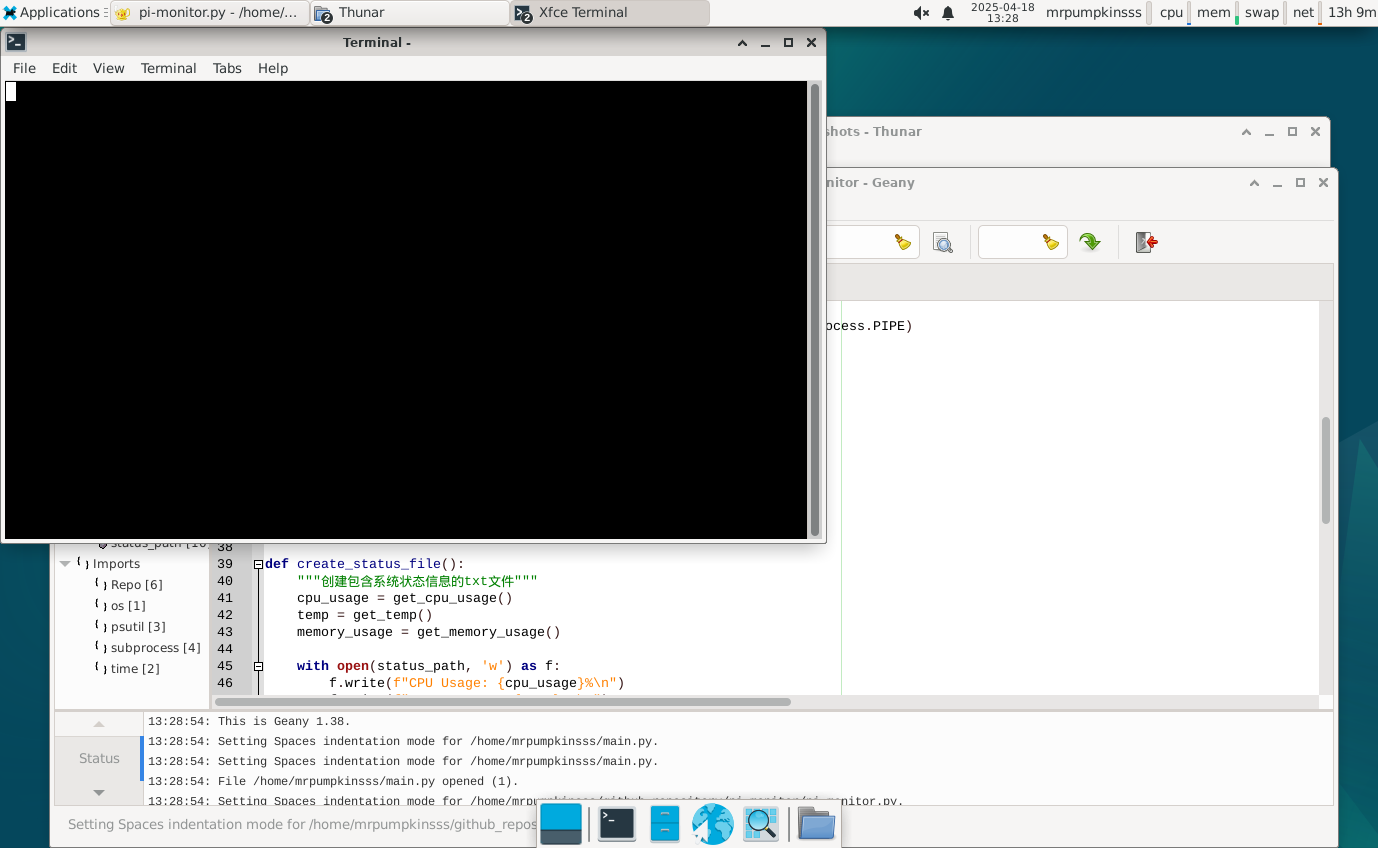 Applications
pi-monitor.py - /home/...
2 Thunar
2 Xfce Terminal
2025-04-18
13:28
mrpumpkinsss
cpu
mem
swap
net
13h 9m
Terminal -
File Edit View Terminal Tabs Help
shots - Thunar
nitor - Geany
ocess.PIPE)
status_path [10
Imports
Repo [6]
os [1]
psutil [3]
subprocess [4]
time [2]
38
39 def create_status_file():
40 """创建包含系统状态信息的txt文件"""
41 cpu_usage = get_cpu_usage()
42 temp = get_temp()
43 memory_usage = get_memory_usage()
44
45 with open(status_path, 'w') as f:
46 f.write(f"CPU Usage: {cpu_usage}%\n")
Status
13:28:54: This is Geany 1.38.
13:28:54: Setting Spaces indentation mode for /home/mrpumpkinsss/main.py.
13:28:54: Setting Spaces indentation mode for /home/mrpumpkinsss/main.py.
13:28:54: File /home/mrpumpkinsss/main.py opened (1).
13:28:54: Setting Spaces indentation mode for /home/mrpumpkinsss/github_repository/pi-monitor/pi-monitor.py.
Setting Spaces indentation mode for /home/mrpumpkinsss/github_repos